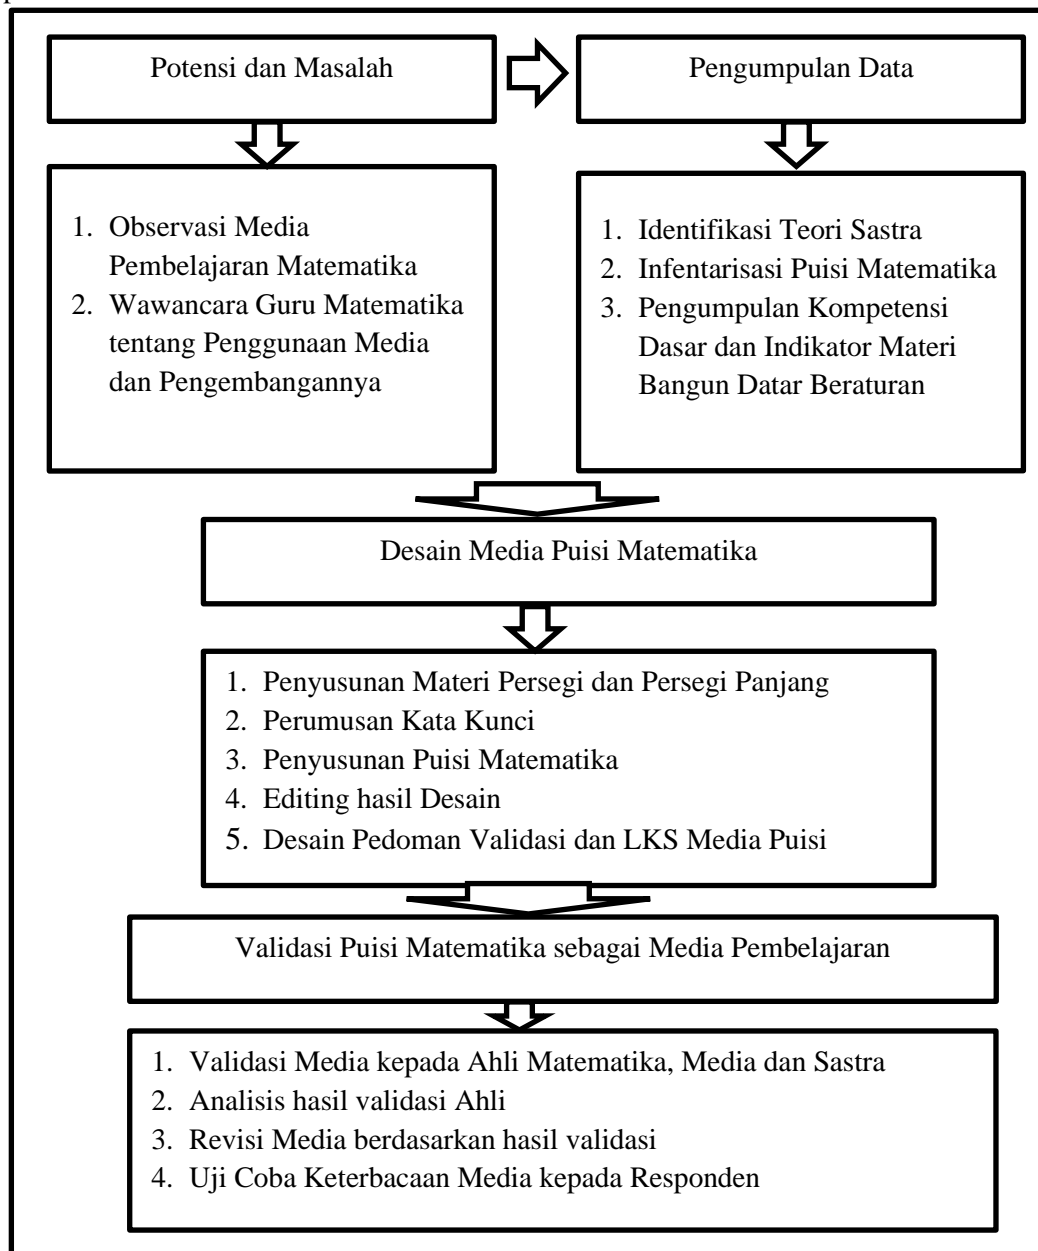 Potensi dan Masalah
Pengumpulan Data
1. Observasi Media
Pembelajaran Matematika
2. Wawancara Guru Matematika
tentang Penggunaan Media
dan Pengembangannya
1. Identifikasi Teori Sastra
2. Infentarisasi Puisi Matematika
3. Pengumpulan Kompetensi
Dasar dan Indikator Materi
Bangun Datar Beraturan
Desain Media Puisi Matematika
1. Penyusunan Materi Persegi dan Persegi Panjang
2. Perumusan Kata Kunci
3. Penyusunan Puisi Matematika
4. Editing hasil Desain
5. Desain Pedoman Validasi dan LKS Media Puisi
Validasi Puisi Matematika sebagai Media Pembelajaran
1. Validasi Media kepada Ahli Matematika, Media dan Sastra
2. Analisis hasil validasi Ahli
3. Revisi Media berdasarkan hasil validasi
4. Uji Coba Keterbacaan Media kepada Responden